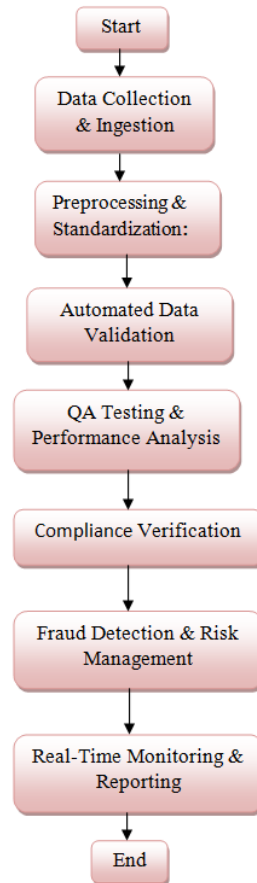 Start
Data Collection
& Ingestion
Preprocessing &
Standardization:
Automated Data
Validation
QA Testing &
Performance Analysis
Compliance Verification
Fraud Detection & Risk
Management
Real-Time Monitoring &
Reporting
End